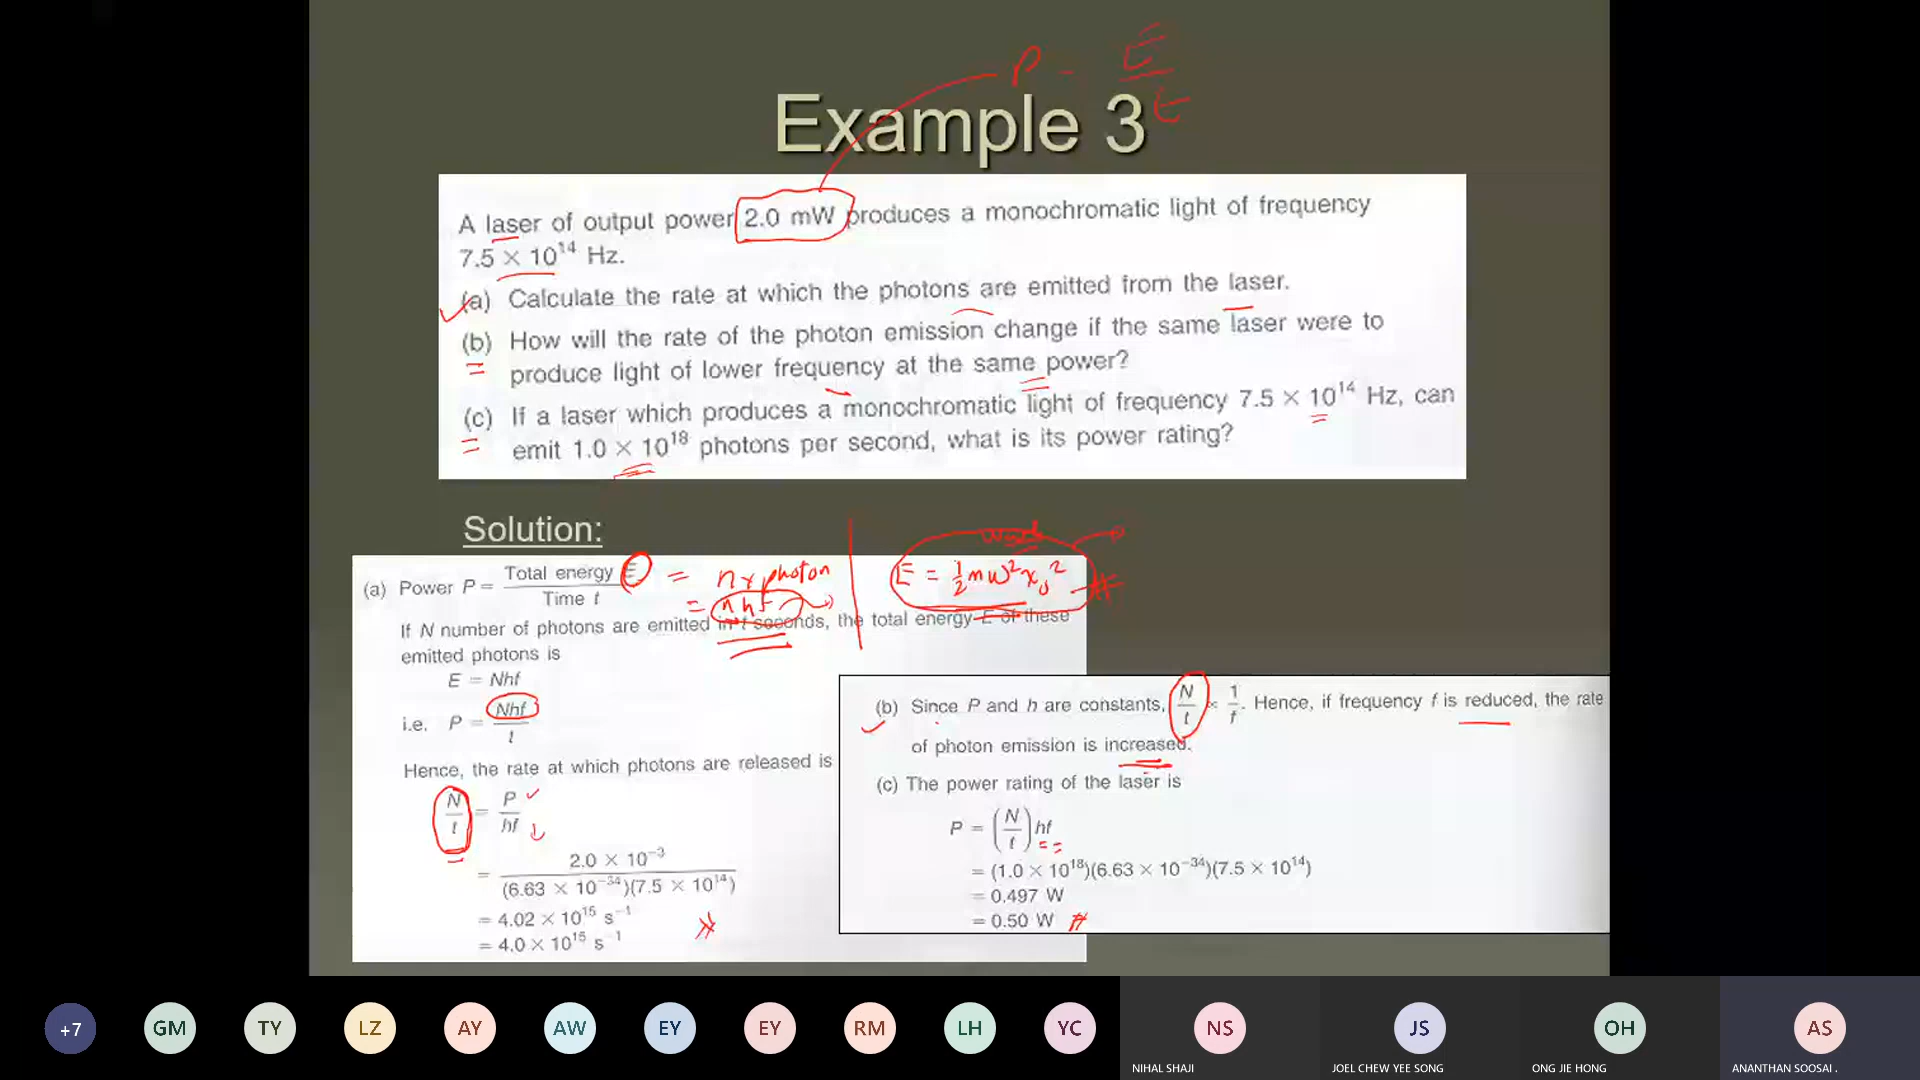 P = E
t
Example 3
A laser of output power 2.0 mW produces a monochromatic light of frequency
7.5 × 10¹⁴ Hz.
(a) Calculate the rate at which the photons are emitted from the laser.
(b) How will the rate of the photon emission change if the same laser were to
produce light of lower frequency at the same power?
(c) If a laser which produces a monochromatic light of frequency 7.5 × 10¹⁴ Hz, can
emit 1.0 × 10¹⁸ photons per second, what is its power rating?
Solution:
(a) Power P = Total energy E / Time t
= n × photon
= nhf
E = ½mω²x₀²
If N number of photons are emitted in t seconds, the total energy E of these
emitted photons is
E = Nhf
i.e. P = Nhf / t
Hence, the rate at which photons are released is
N/t = P/hf
= 2.0 × 10⁻³ / (6.63 × 10⁻³⁴)(7.5 × 10¹⁴)
= 4.02 × 10¹⁵ s⁻¹
= 4.0 × 10¹⁵ s⁻¹
(b) Since P and h are constants, N/t ∝ 1/f. Hence, if frequency f is reduced, the rate
of photon emission is increased.
(c) The power rating of the laser is
P = (N/t) hf
= (1.0 × 10¹⁸)(6.63 × 10⁻³⁴)(7.5 × 10¹⁴)
= 0.497 W
= 0.50 W
+7 GM TY LZ AY AW EY EY RM LH YC NS JS OH AS
NIHAL SHAJI JOEL CHEW YEE SONG ONG JIE HONG ANANTHAN SOOSAI .